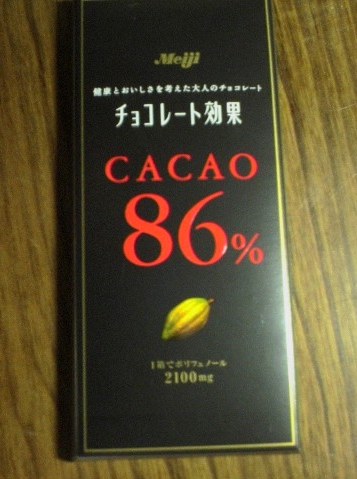 Meiji
健康とおいしさを考えた大人のチョコレート
チョコレート効果
CACAO
86%
1箱でポリフェノール
2100mg